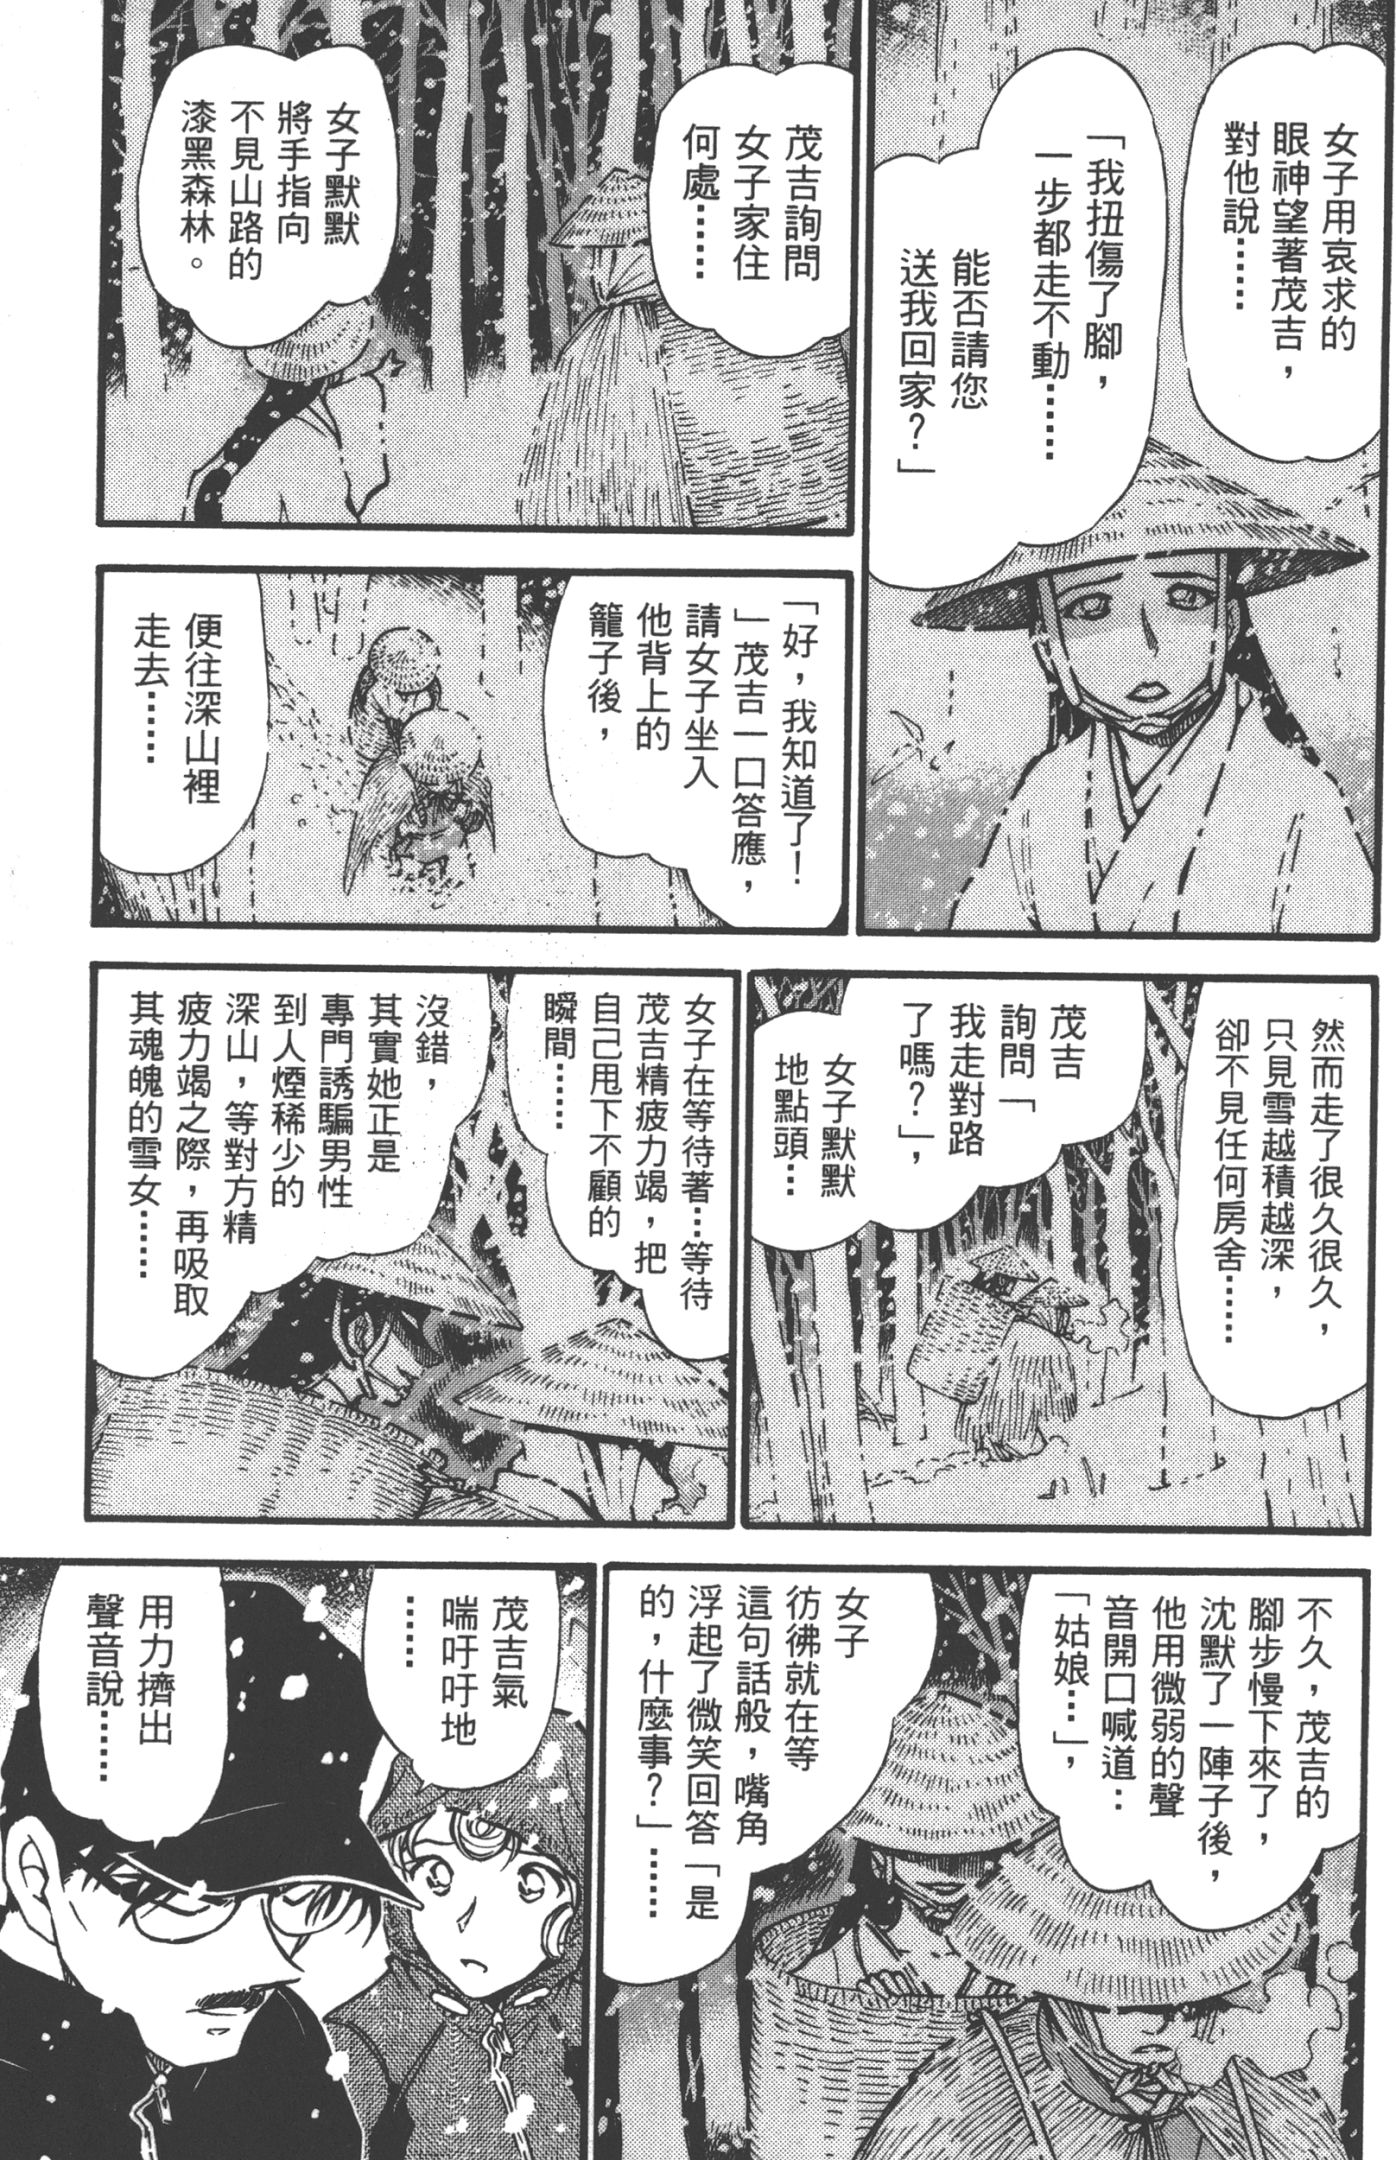 女子用哀求的
眼神望著茂吉，
對他說……
「我扭傷了腳，
一步都走不動……
能否請您
送我回家？」
茂吉詢問
女子家住
何處……
女子默默
將手指向
不見山路的
漆黑森林。
「好，我知道了！
」茂吉一口答應，
請女子坐入
他背上的
籠子後，
便往深山裡
走去……
然而走了很久很久，
只見雪越積越深，
卻不見任何房舍……
茂吉
詢問「
我走對路
了嗎？」，
女子默默
地點頭…
女子在等待著…等待
茂吉精疲力竭，把
自己甩下不顧的
瞬間……
沒錯，
其實她正是
專門誘騙男性
到人煙稀少的
深山，等對方精
疲力竭之際，再吸取
其魂魄的雪女……
不久，茂吉的
腳步慢下來了，
沈默了一陣子後，
他用微弱的聲
音開口喊道：
「姑娘…」，
女子
彷彿就在等
這句話般，嘴角
浮起了微笑回答「是
的，什麼事？」……
茂吉氣
喘吁吁地
……
用力擠出
聲音說……